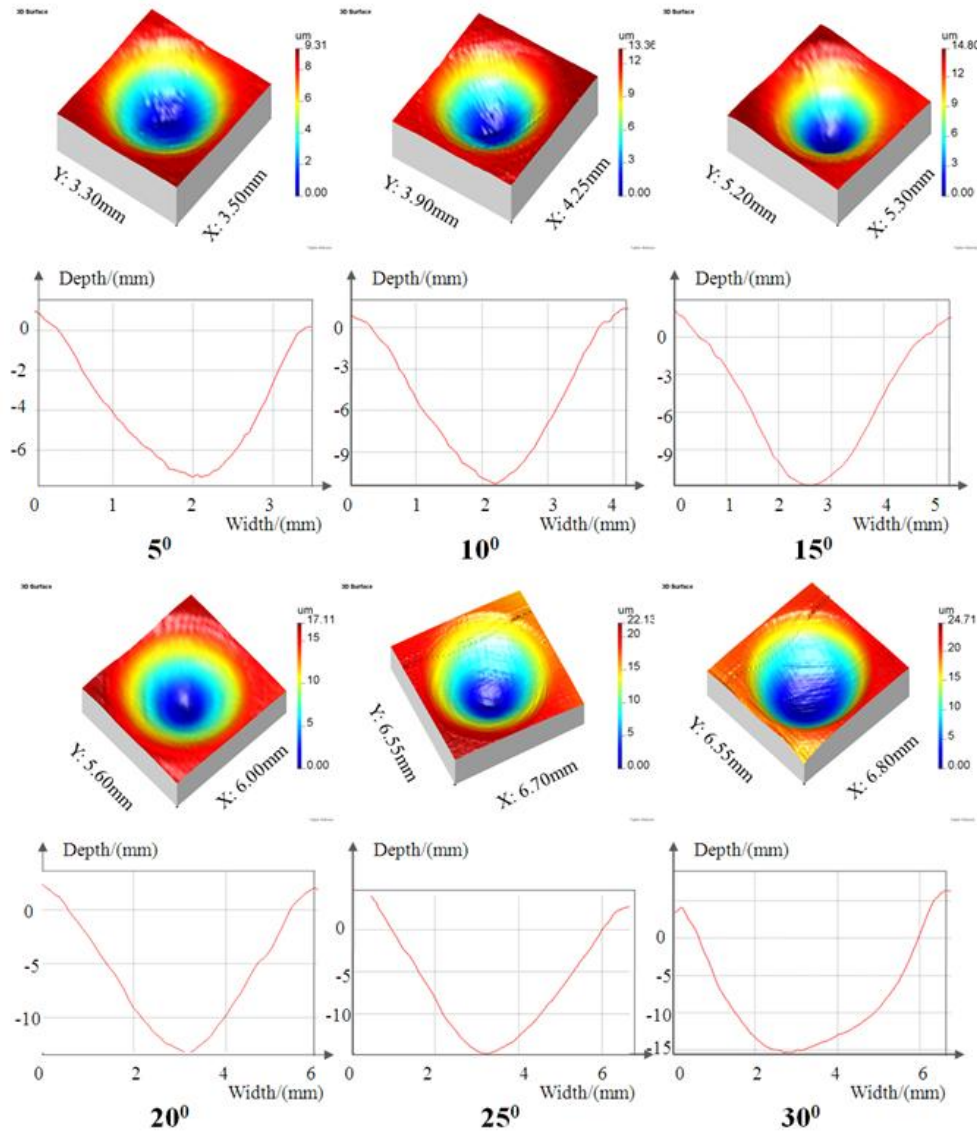 3D Surface
um
9.31
8
6
4
2
0.00
Y: 3.30mm
X: 3.50mm
3D Surface
um
13.36
12
9
6
3
0.00
Y: 3.90mm
X: 4.25mm
3D Surface
um
14.80
12
9
6
3
0.00
Y: 5.20mm
X: 5.30mm
Depth/(mm)
0
-2
-4
-6
0 1 2 3
Width/(mm)
5⁰
Depth/(mm)
0
-3
-6
-9
0 1 2 3 4
Width/(mm)
10⁰
Depth/(mm)
0
-3
-6
-9
0 1 2 3 4 5
Width/(mm)
15⁰
3D Surface
um
17.11
15
10
5
0.00
Y: 5.60mm
X: 6.00mm
3D Surface
um
22.13
20
15
10
5
0.00
Y: 6.55mm
X: 6.70mm
3D Surface
um
24.71
20
15
10
5
0.00
Y: 6.55mm
X: 6.80mm
Depth/(mm)
0
-5
-10
0 2 4 6
Width/(mm)
20⁰
Depth/(mm)
0
-5
-10
0 2 4 6
Width/(mm)
25⁰
Depth/(mm)
0
-5
-10
-15
0 2 4 6
Width/(mm)
30⁰